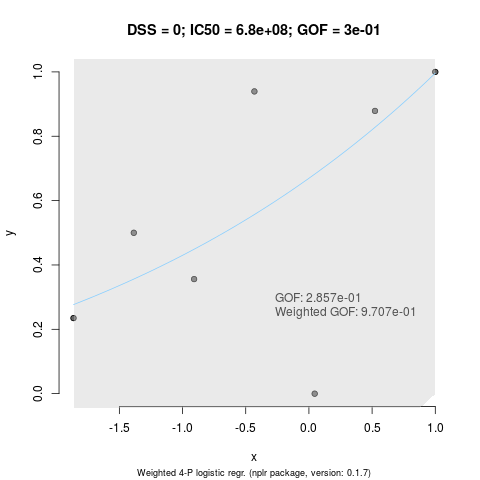 DSS = 0; IC50 = 6.8e+08; GOF = 3e-01
1.0
0.8
0.6
0.4
0.2
0.0
y
GOF: 2.857e-01
Weighted GOF: 9.707e-01
-1.5 -1.0 -0.5 0.0 0.5 1.0
x
Weighted 4-P logistic regr. (nplr package, version: 0.1.7)